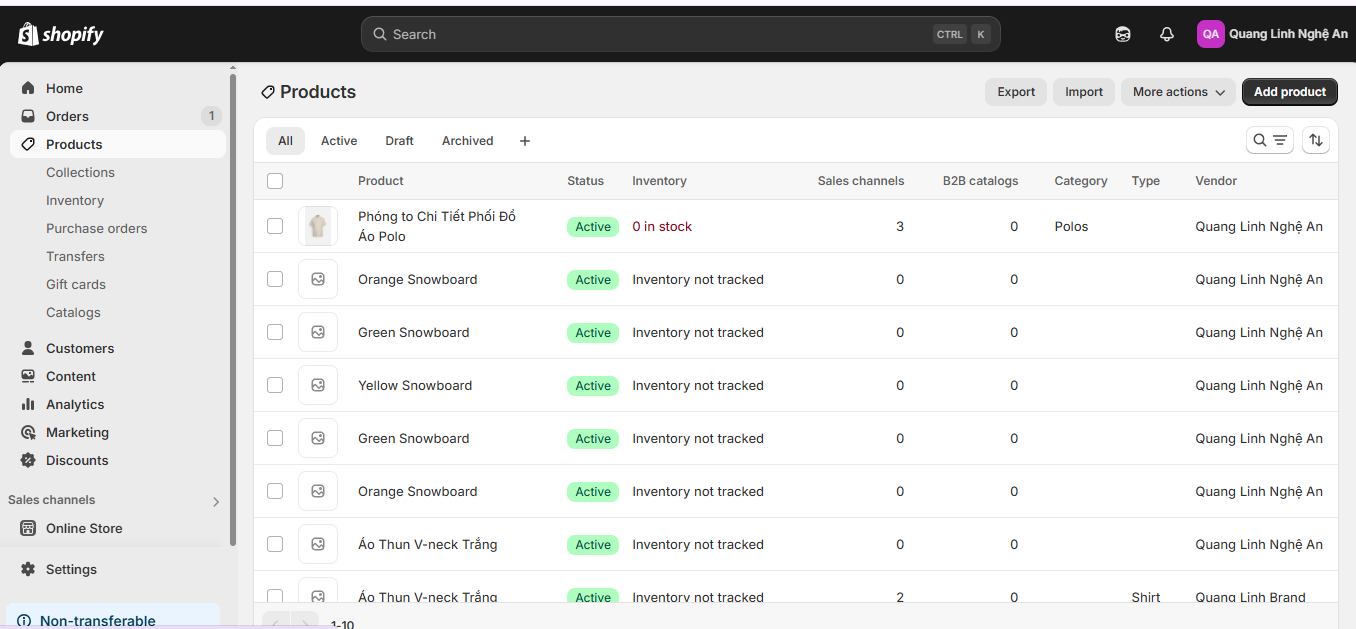 shopify
Search CTRL K
QA Quang Linh Nghệ An
Home
Orders 1
Products
Collections
Inventory
Purchase orders
Transfers
Gift cards
Catalogs
Customers
Content
Analytics
Marketing
Discounts
Sales channels
Online Store
Settings
Non-transferable
Products
Export Import More actions Add product
All Active Draft Archived +
Product Status Inventory Sales channels B2B catalogs Category Type Vendor
Phóng to Chi Tiết Phối Đồ
Áo Polo Active 0 in stock 3 0 Polos Quang Linh Nghệ An
Orange Snowboard Active Inventory not tracked 0 0 Quang Linh Nghệ An
Green Snowboard Active Inventory not tracked 0 0 Quang Linh Nghệ An
Yellow Snowboard Active Inventory not tracked 0 0 Quang Linh Nghệ An
Green Snowboard Active Inventory not tracked 0 0 Quang Linh Nghệ An
Orange Snowboard Active Inventory not tracked 0 0 Quang Linh Nghệ An
Áo Thun V-neck Trắng Active Inventory not tracked 0 0 Quang Linh Nghệ An
Áo Thun V-neck Trắng Active Inventory not tracked 2 0 Shirt Quang Linh Brand
1-10